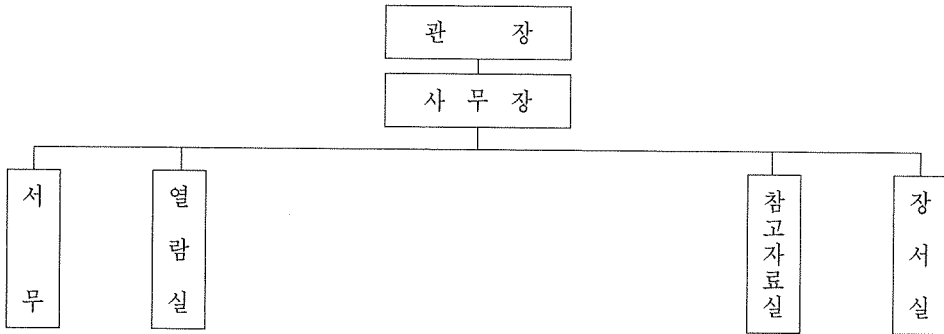 관 장
사 무 장
서 무
열 람 실
참고자료실
장 서 실